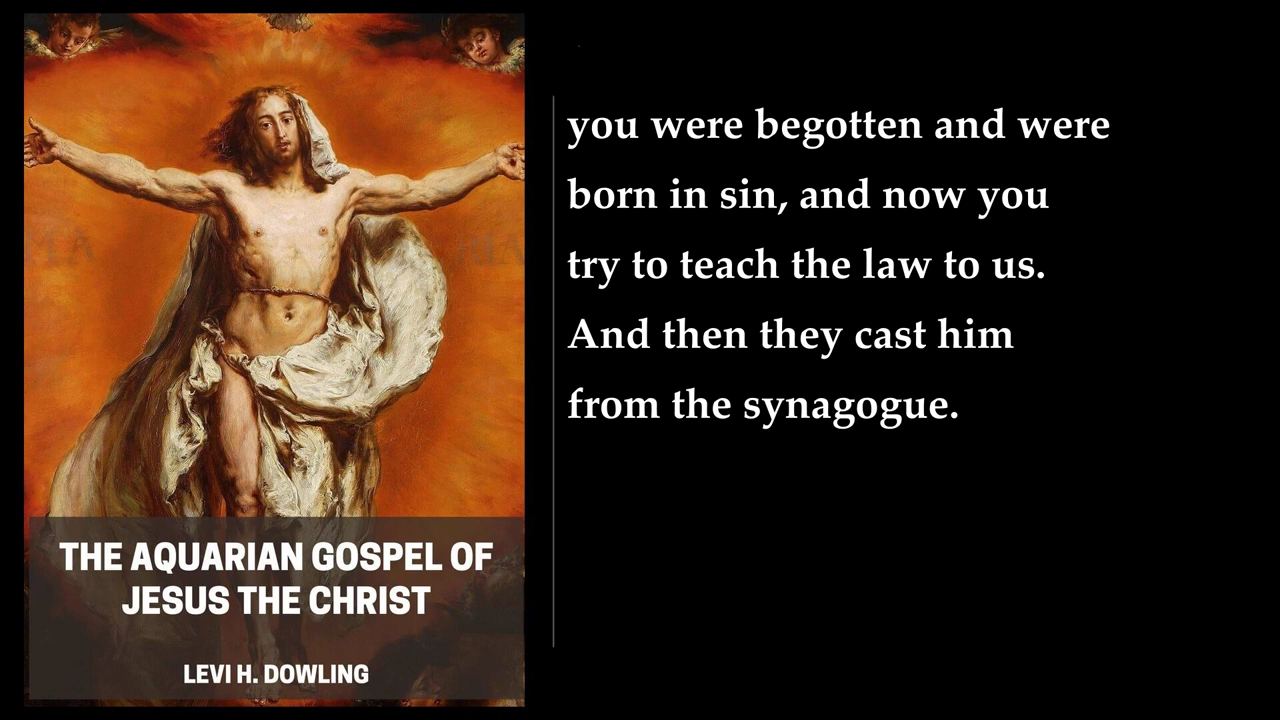 THE AQUARIAN GOSPEL OF
JESUS THE CHRIST
LEVI H. DOWLING
you were begotten and were
born in sin, and now you
try to teach the law to us.
And then they cast him
from the synagogue.